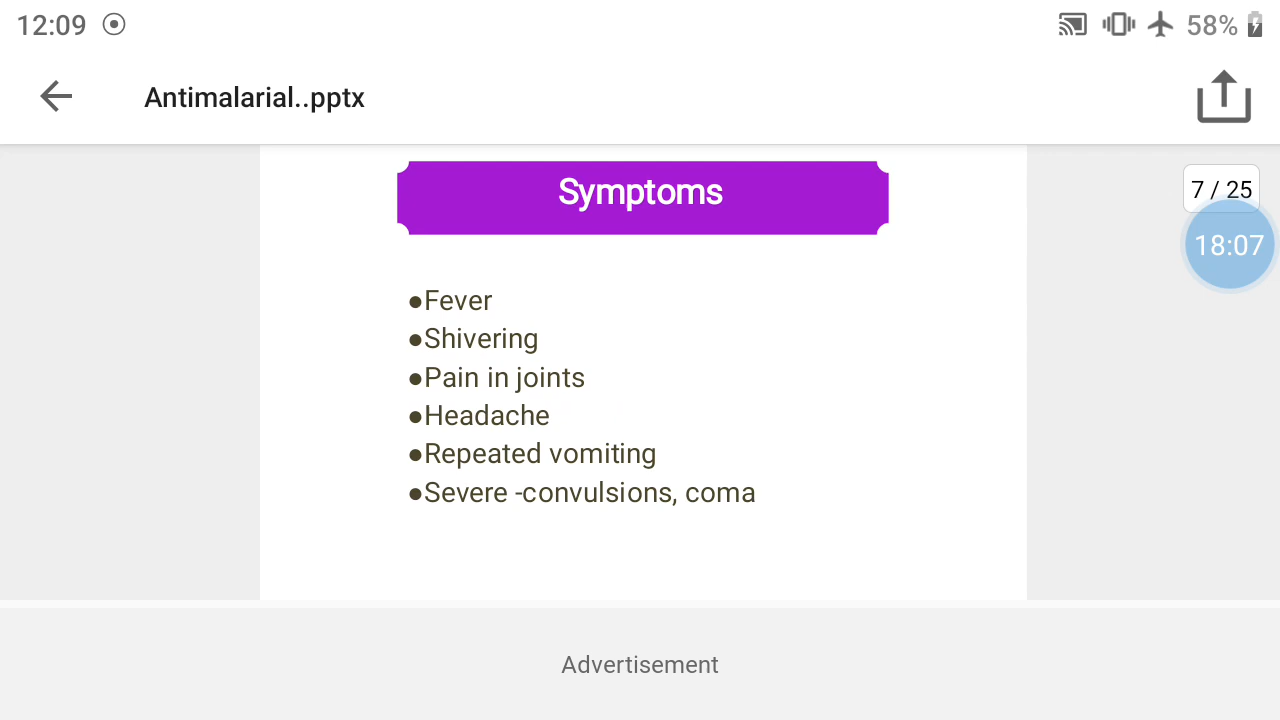 12:09
58%
Antimalarial..pptx
Symptoms
7 / 25
18:07
●Fever
●Shivering
●Pain in joints
●Headache
●Repeated vomiting
●Severe -convulsions, coma
Advertisement